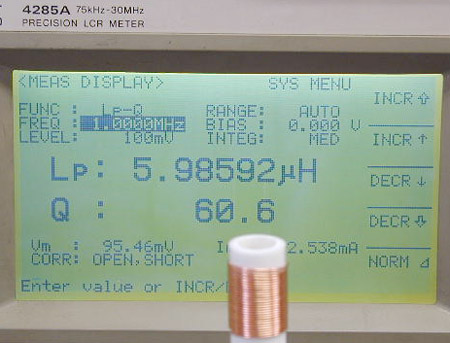 4285A 75kHz-30MHz
PRECISION LCR METER
<MEAS DISPLAY> SYS MENU
FUNC : Lp-Q RANGE: AUTO
FREQ : 1.0000MHz BIAS : 0.000 V
LEVEL: 100mV INTEG: MED
Lp: 5.98592µH
Q : 60.6
Vm : 95.46mV 2.538mA
CORR: OPEN,SHORT
Enter value or INCR/
INCR ⇧
INCR ↑
DECR ↓
DECR ⇩
NORM ⊿